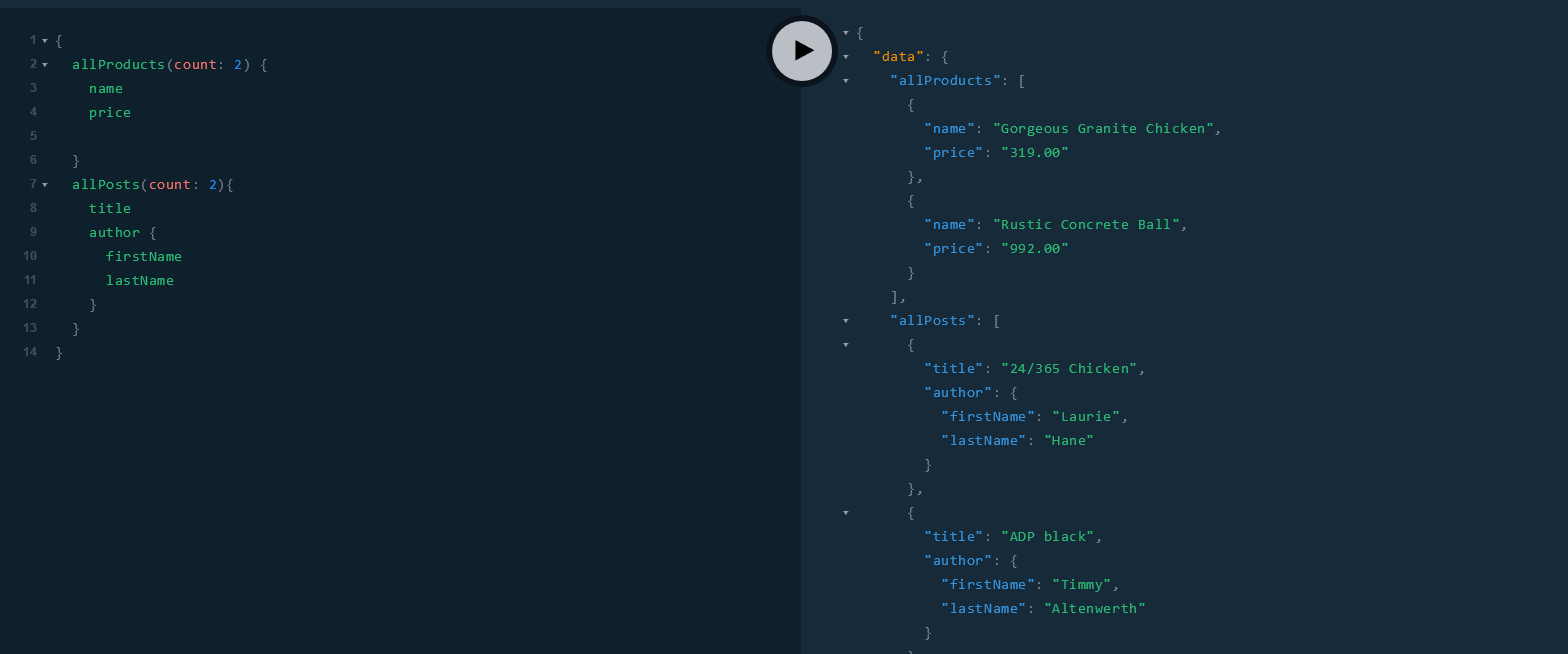 1 {
2   allProducts(count: 2) {
3     name
4     price
5
6   }
7   allPosts(count: 2){
8     title
9     author {
10       firstName
11       lastName
12     }
13   }
14 }
{
  "data": {
    "allProducts": [
      {
        "name": "Gorgeous Granite Chicken",
        "price": "319.00"
      },
      {
        "name": "Rustic Concrete Ball",
        "price": "992.00"
      }
    ],
    "allPosts": [
      {
        "title": "24/365 Chicken",
        "author": {
          "firstName": "Laurie",
          "lastName": "Hane"
        }
      },
      {
        "title": "ADP black",
        "author": {
          "firstName": "Timmy",
          "lastName": "Altenwerth"
        }